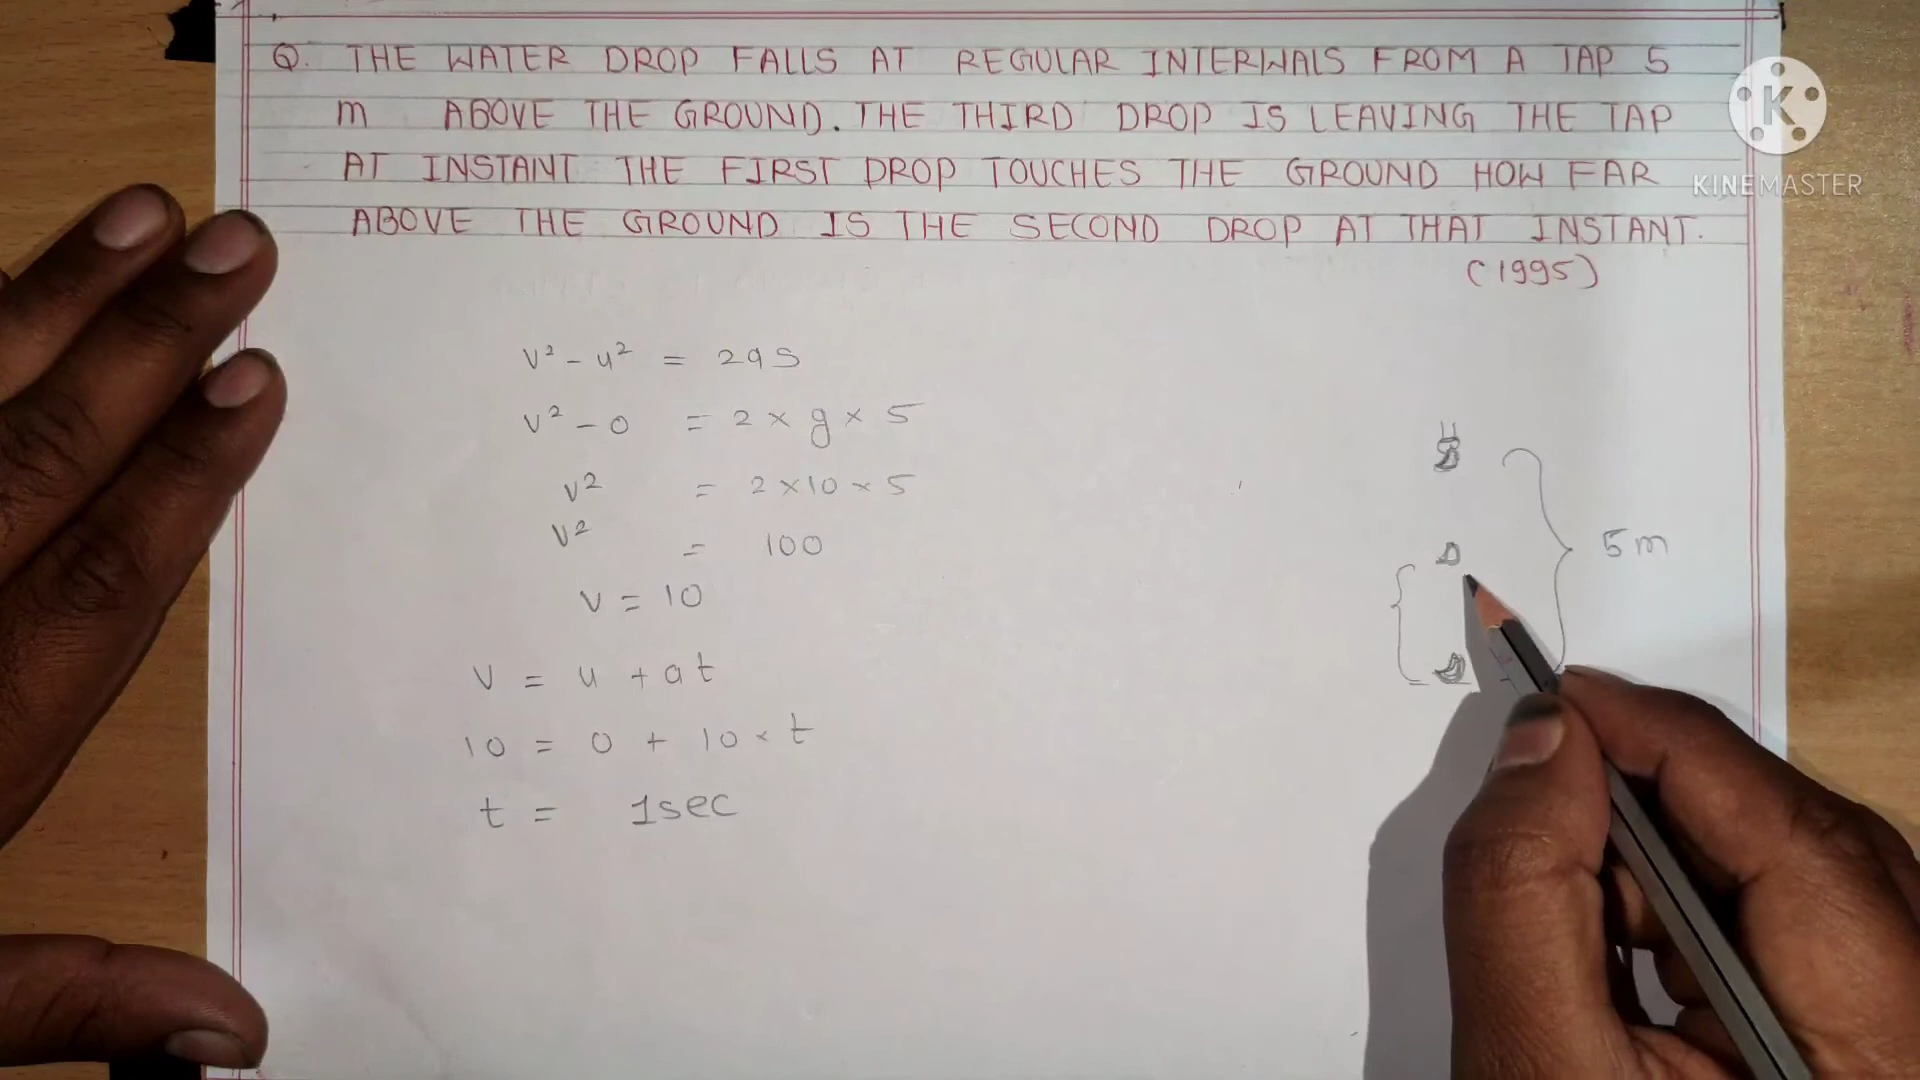 Q. THE WATER DROP FALLS AT REGULAR INTERWALS FROM A TAP 5
m ABOVE THE GROUND. THE THIRD DROP IS LEAVING THE TAP
AT INSTANT THE FIRST DROP TOUCHES THE GROUND HOW FAR
ABOVE THE GROUND IS THE SECOND DROP AT THAT INSTANT.
(1995)
K
KINEMASTER
v² - u² = 2as
v² - 0 = 2 × g × 5
v² = 2 × 10 × 5
v² = 100
v = 10
v = u + at
10 = 0 + 10 × t
t = 1sec
5 m